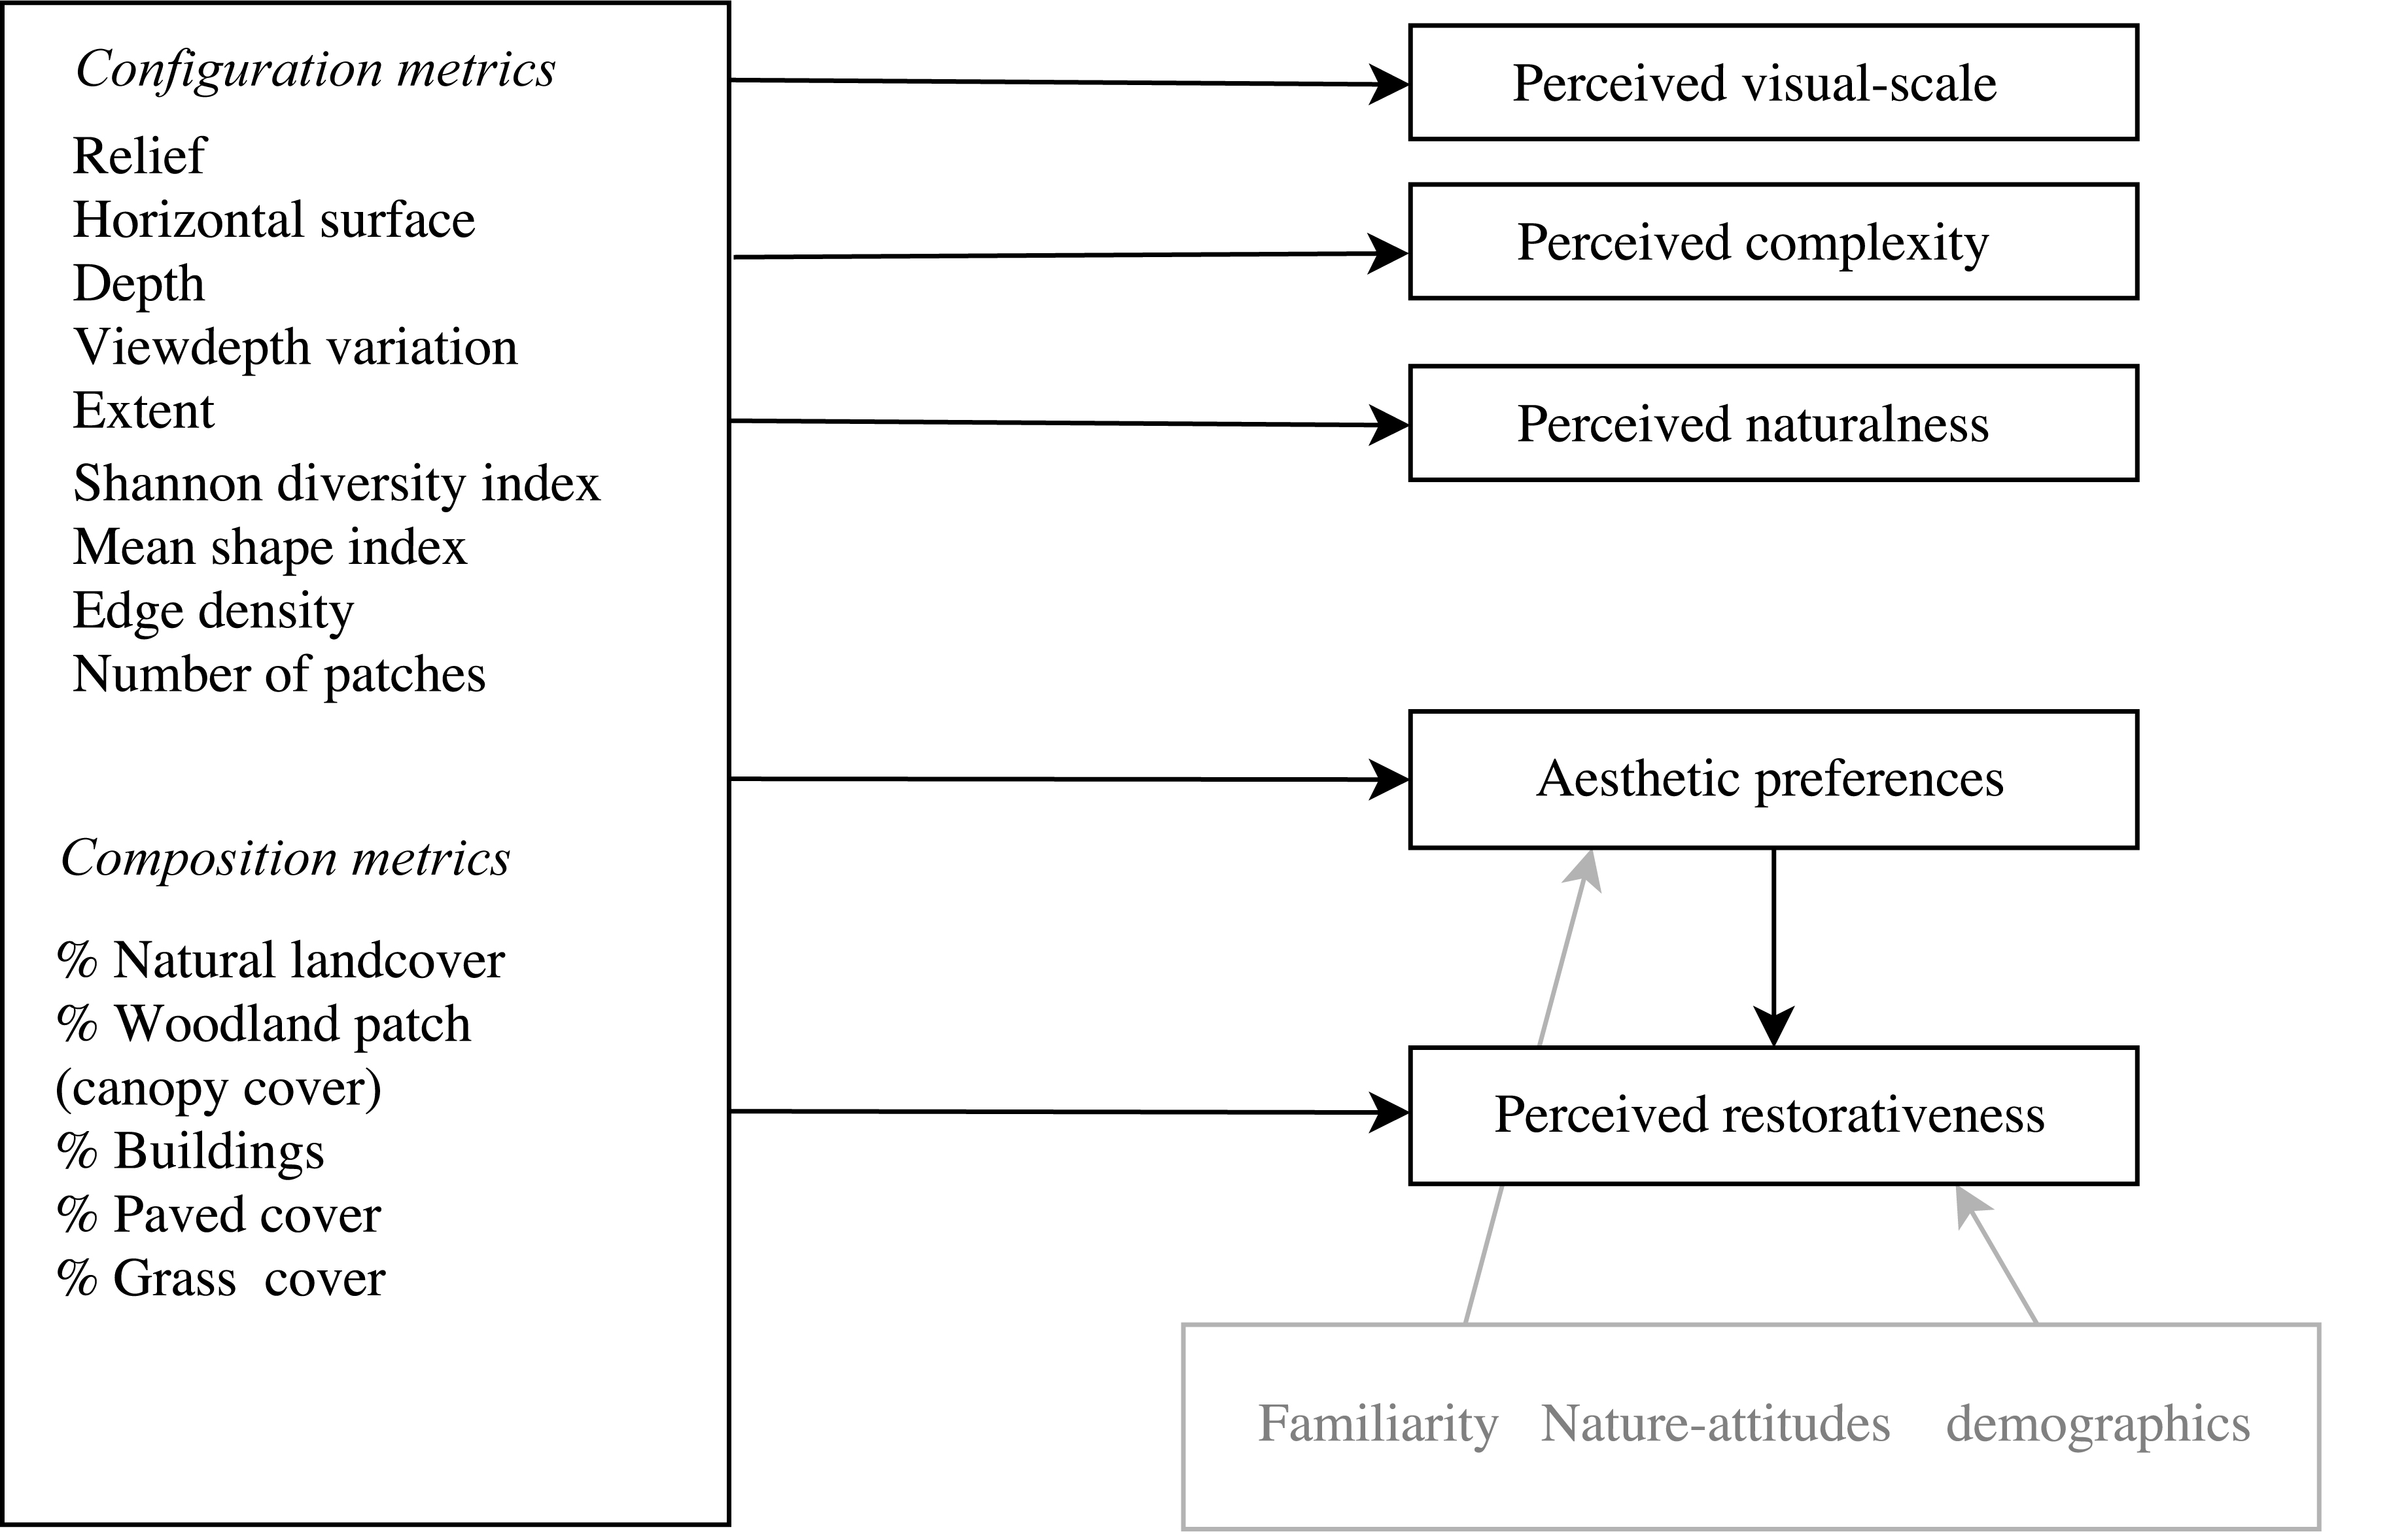 Configuration metrics
Relief
Horizontal surface
Depth
Viewdepth variation
Extent
Shannon diversity index
Mean shape index
Edge density
Number of patches
Composition metrics
% Natural landcover
% Woodland patch
(canopy cover)
% Buildings
% Paved cover
% Grass cover
Perceived visual-scale
Perceived complexity
Perceived naturalness
Aesthetic preferences
Perceived restorativeness
Familiarity Nature-attitudes demographics